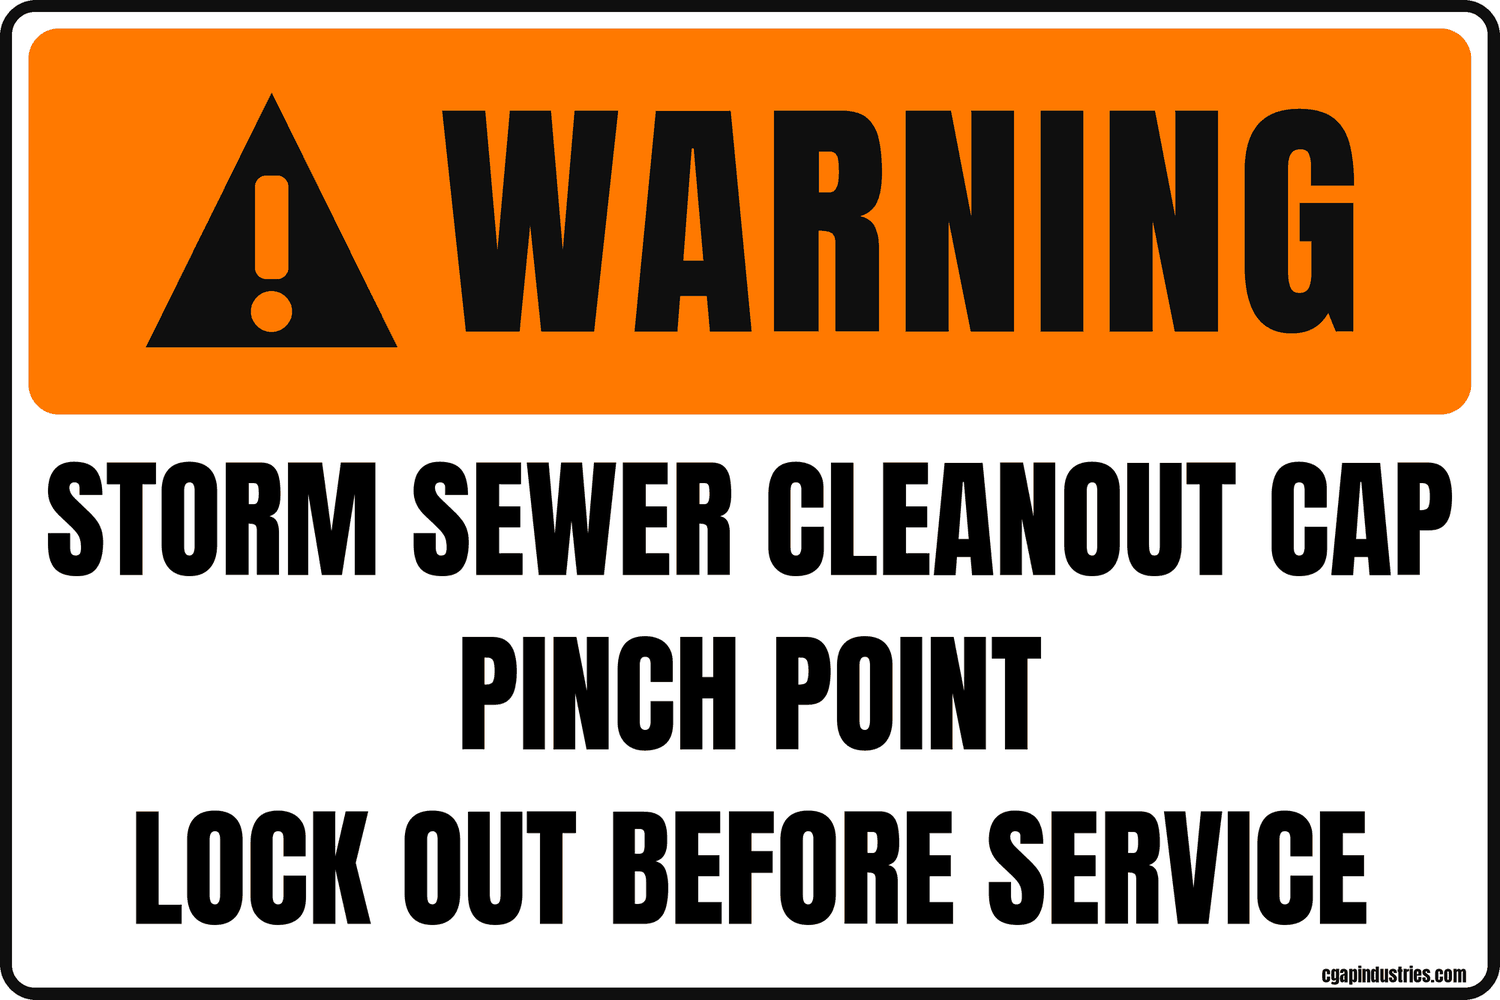 WARNING
STORM SEWER CLEANOUT CAP
PINCH POINT
LOCK OUT BEFORE SERVICE
cgapindustries.com